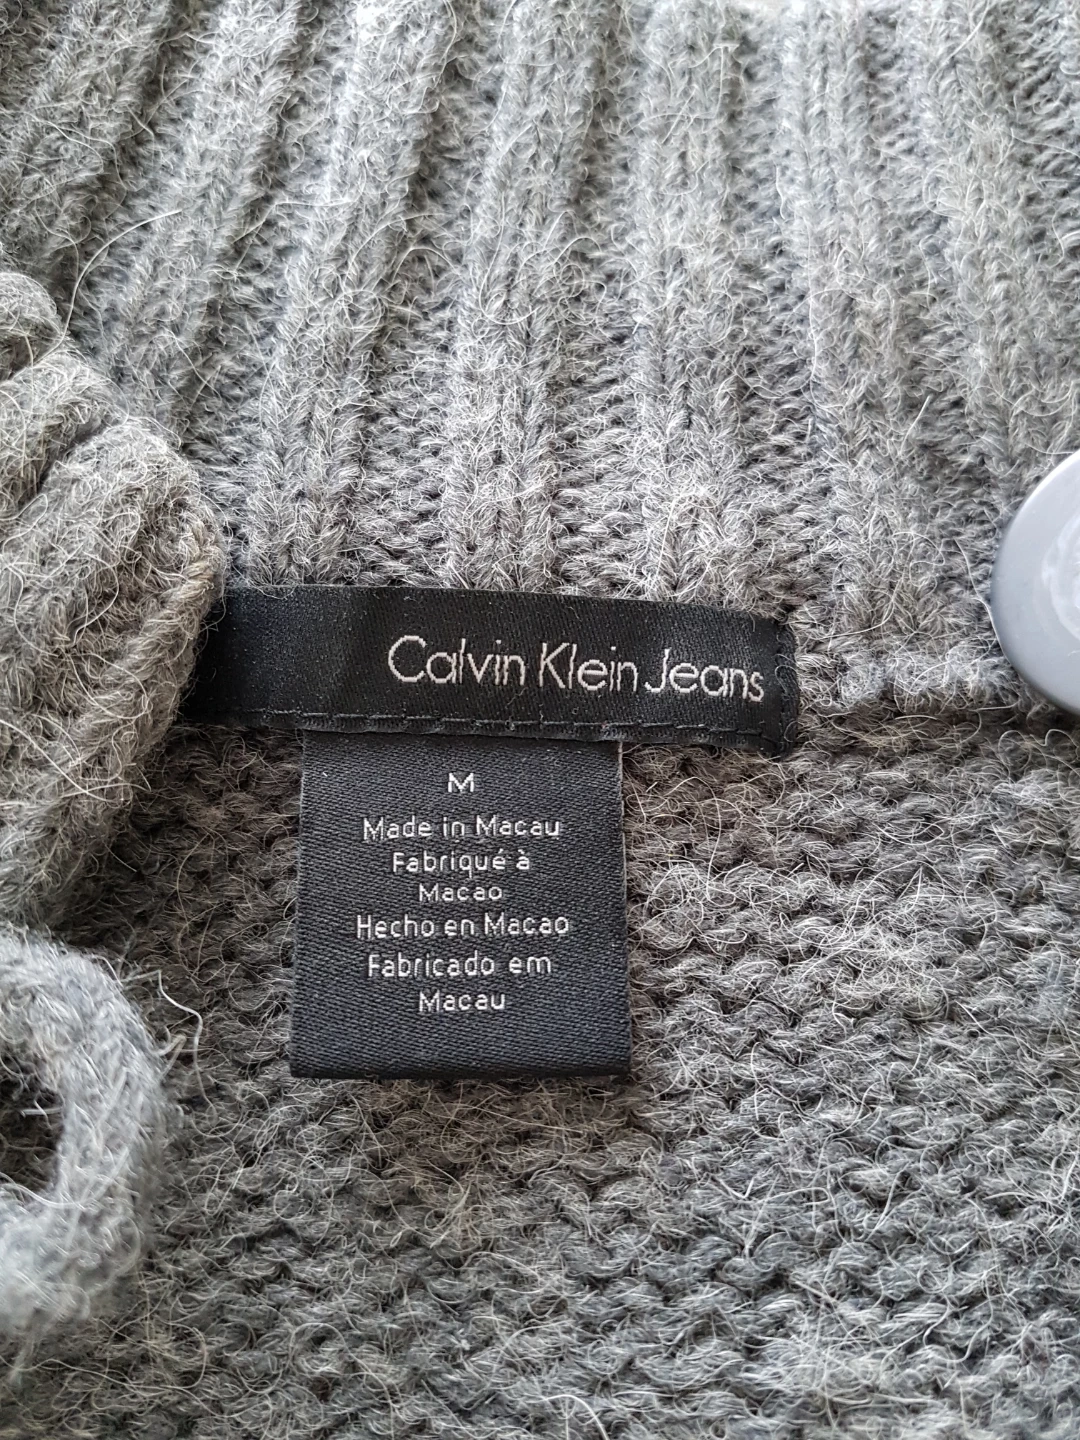 Calvin Klein Jeans
M
Made in Macau
Fabriqué à
Macao
Hecho en Macao
Fabricado em
Macau